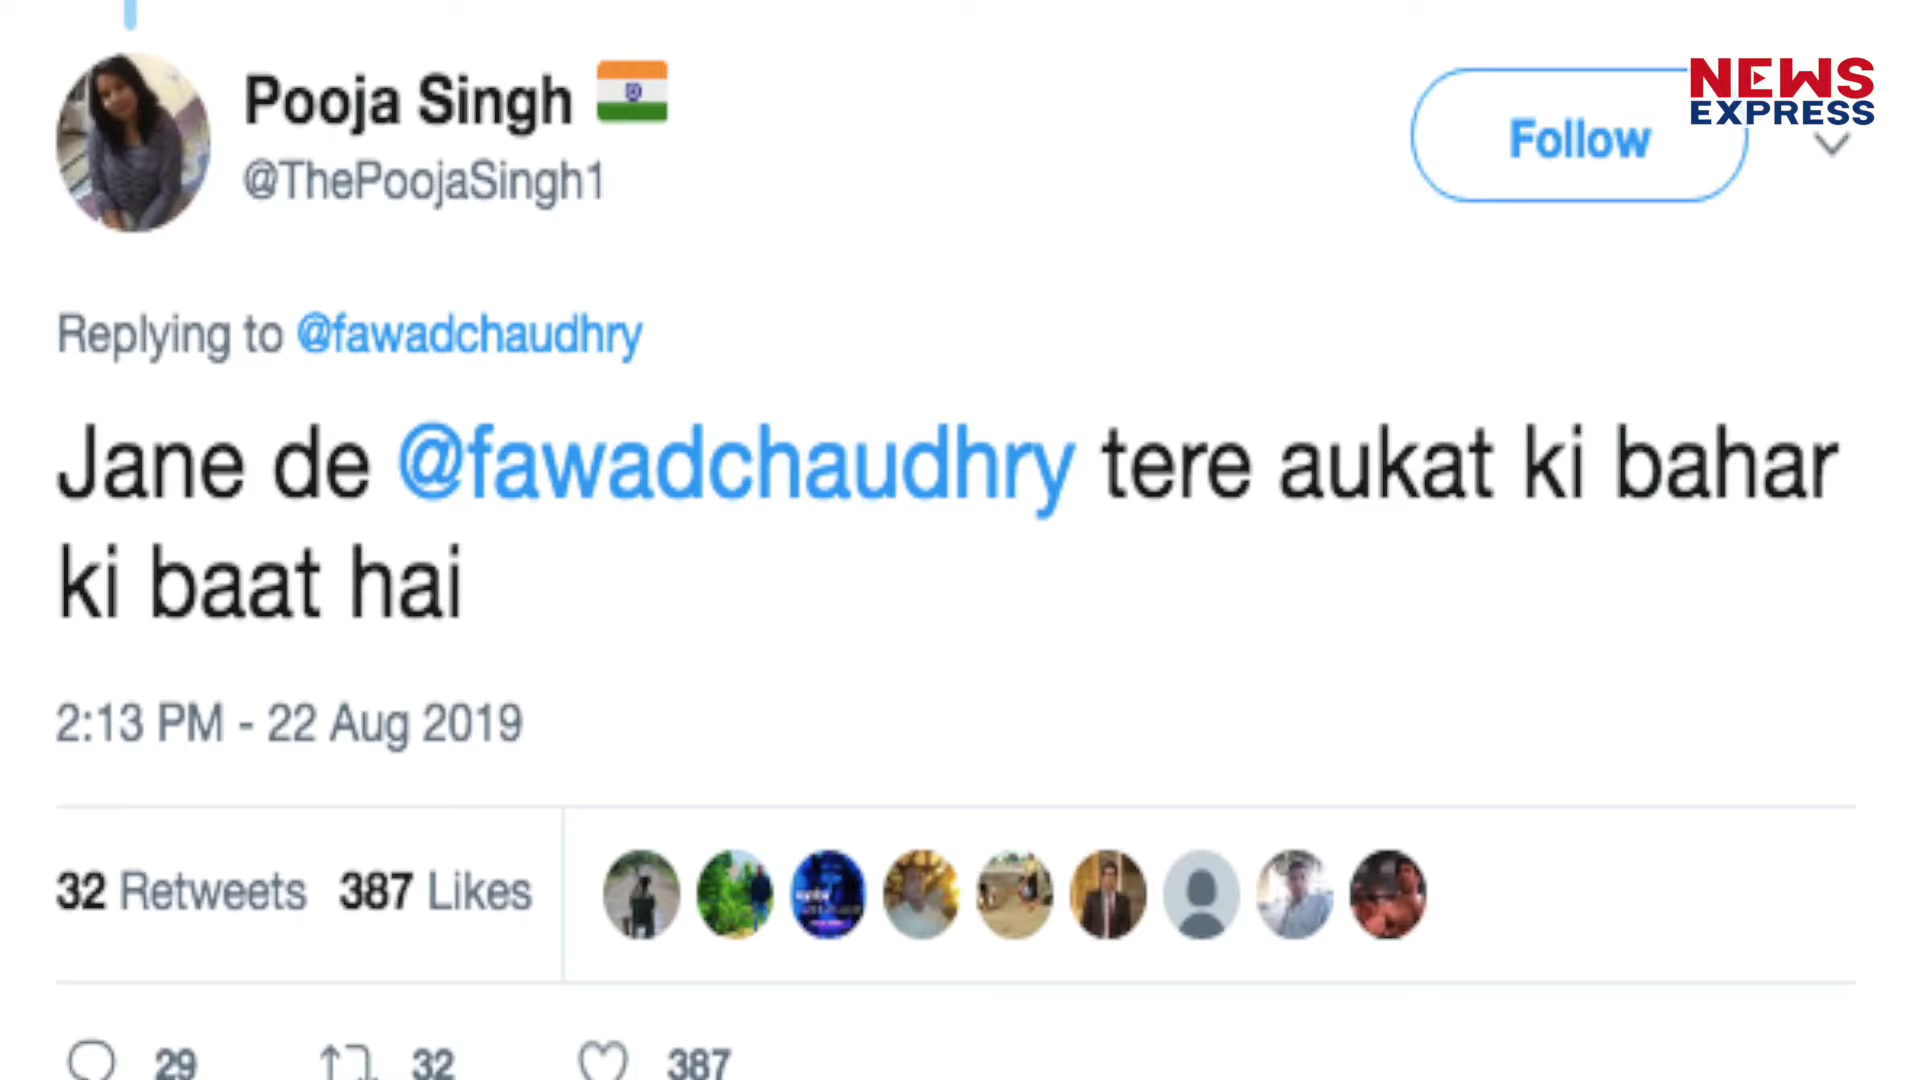 Pooja Singh
NEWS
EXPRESS
Follow
@ThePoojaSingh1
Replying to @fawadchaudhry
Jane de @fawadchaudhry tere aukat ki bahar
ki baat hai
2:13 PM - 22 Aug 2019
32 Retweets 387 Likes
29 32 387